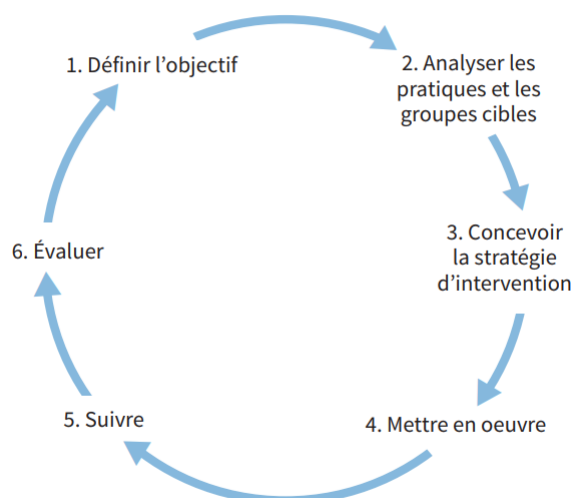 1. Définir l’objectif
2. Analyser les
pratiques et les
groupes cibles
3. Concevoir
la stratégie
d’intervention
4. Mettre en oeuvre
5. Suivre
6. Évaluer